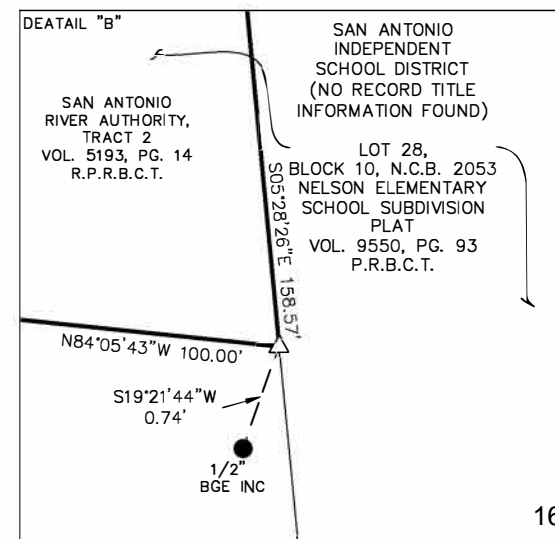 DEATAIL "B"
SAN ANTONIO
RIVER AUTHORITY,
TRACT 2
VOL. 5193, PG. 14
R.P.R.B.C.T.
SAN ANTONIO
INDEPENDENT
SCHOOL DISTRICT
(NO RECORD TITLE
INFORMATION FOUND)
LOT 28,
BLOCK 10, N.C.B. 2053
NELSON ELEMENTARY
SCHOOL SUBDIVISION
PLAT
VOL. 9550, PG. 93
P.R.B.C.T.
S05°28'26"E 158.57'
N84°05'43"W 100.00'
S19°21'44"W
0.74'
1/2"
BGE INC
16